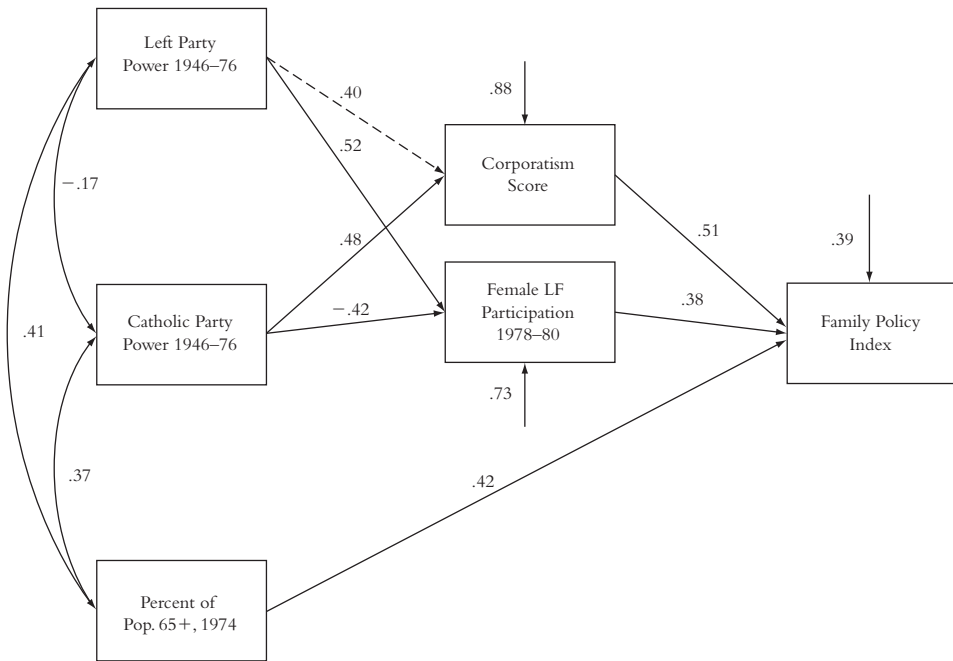 Left Party
Power 1946–76
.40
.88
.52
Corporatism
Score
−.17
.48
.51
.39
Female LF
Participation
1978–80
−.42
.38
Catholic Party
Power 1946–76
Family Policy
Index
.41
.73
.37
.42
Percent of
Pop. 65+, 1974